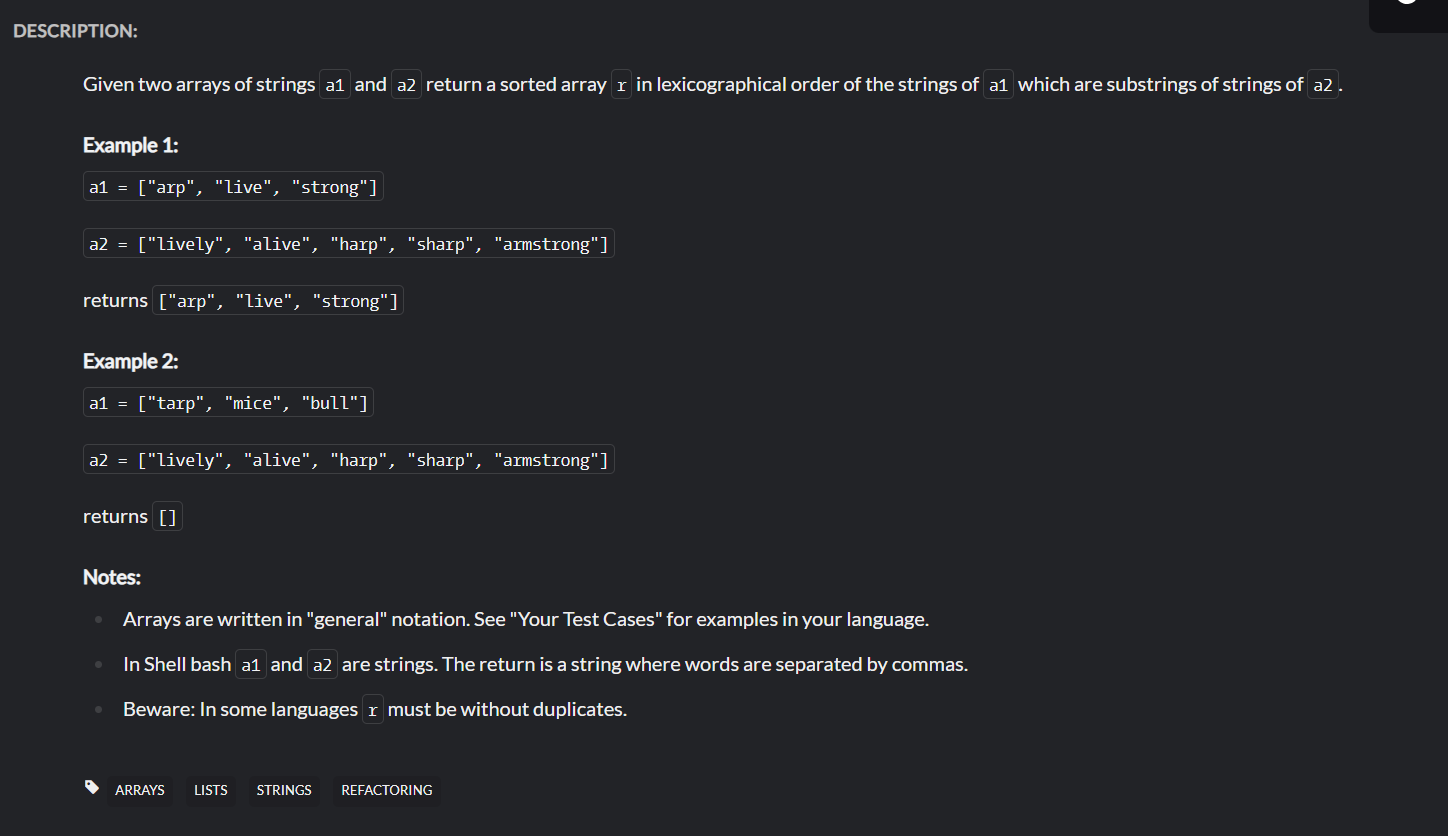 DESCRIPTION:
Given two arrays of strings a1 and a2 return a sorted array r in lexicographical order of the strings of a1 which are substrings of strings of a2.
Example 1:
a1 = ["arp", "live", "strong"]
a2 = ["lively", "alive", "harp", "sharp", "armstrong"]
returns ["arp", "live", "strong"]
Example 2:
a1 = ["tarp", "mice", "bull"]
a2 = ["lively", "alive", "harp", "sharp", "armstrong"]
returns []
Notes:
Arrays are written in "general" notation. See "Your Test Cases" for examples in your language.
In Shell bash a1 and a2 are strings. The return is a string where words are separated by commas.
Beware: In some languages r must be without duplicates.
ARRAYS LISTS STRINGS REFACTORING